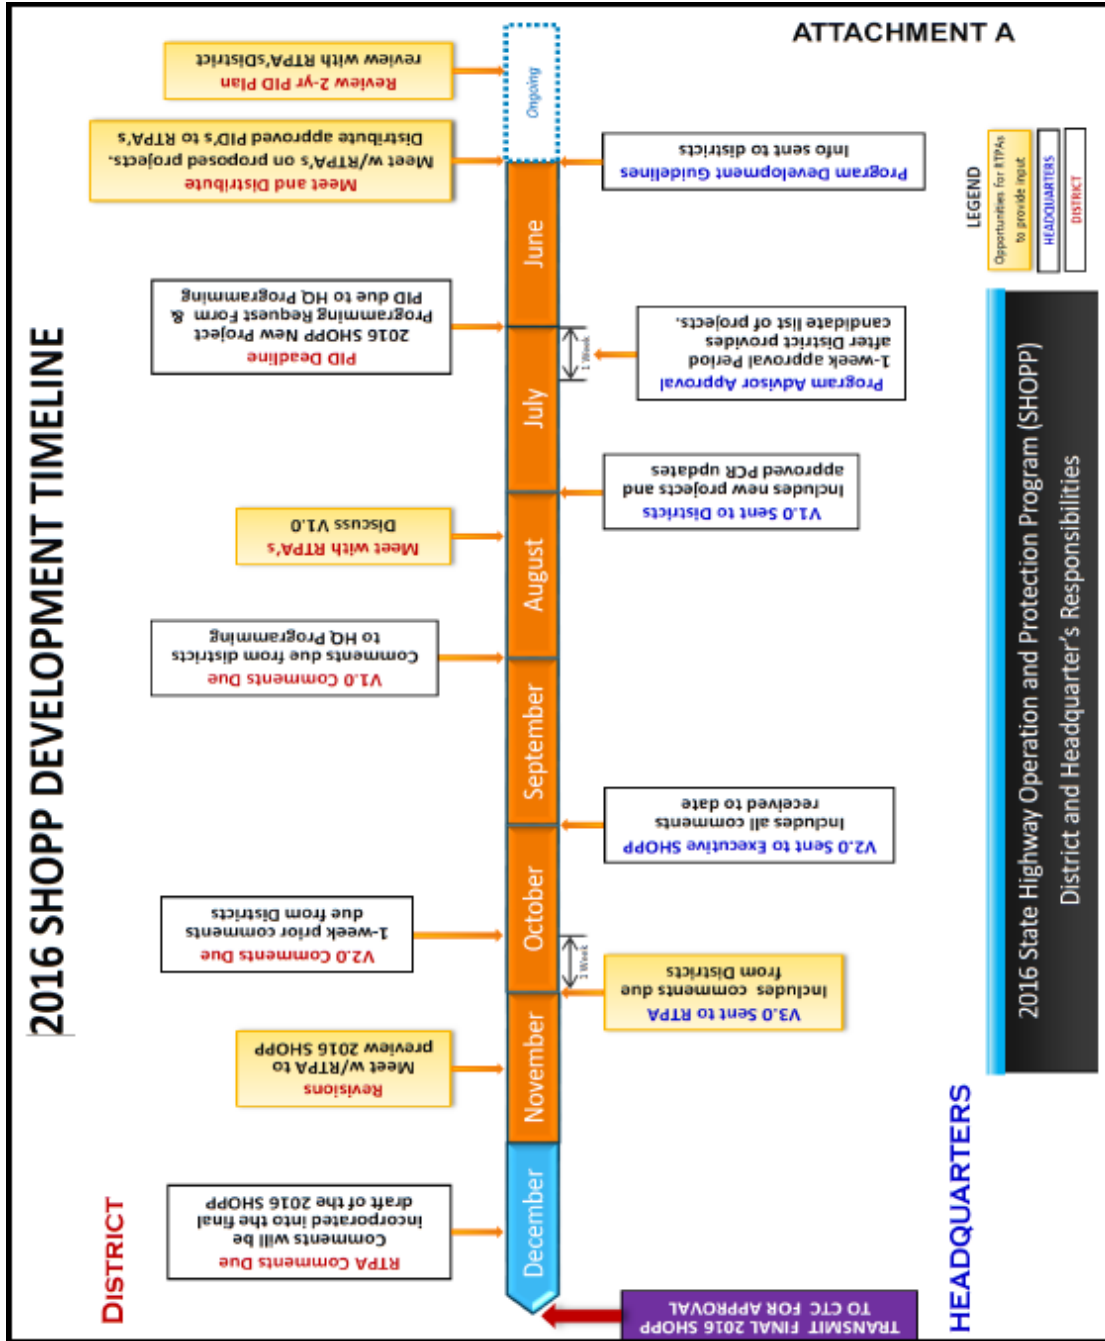 ATTACHMENT A
2016 SHOPP DEVELOPMENT TIMELINE
DISTRICT
Review 2-yr PID Plan
review with RTPA'sDistrict
Meet and Distribute
Meet w/RTPA's on proposed projects.
Distribute approved PID's to RTPA's
PID Deadline
2016 SHOPP New Project
Programming Request Form &
PID due to HQ Programming
Meet with RTPA's
Discuss V1.0
V1.0 Comments Due
Comments due from districts
to HQ Programming
V2.0 Comments Due
1-week prior comments
due from Districts
Revisions
Meet w/RTPA to
preview 2016 SHOPP
RTPA Comments Due
Comments will be
incorporated into the final
draft of the 2016 SHOPP
Ongoing
June
July
August
September
October
November
December
1 Week
1 Week
Program Development Guidelines
Info sent to districts
Program Advisor Approval
1-week approval Period
after District provides
candidate list of projects.
V1.0 Sent to Districts
Includes new projects and
approved PCR updates
V2.0 Sent to Executive SHOPP
Includes all comments
received to date
V3.0 Sent to RTPA
Includes comments due
from Districts
TRANSMIT FINAL 2016 SHOPP
TO CTC FOR APPROVAL
HEADQUARTERS
LEGEND
Opportunities for RTPAs
to provide input
HEADQUARTERS
DISTRICT
2016 State Highway Operation and Protection Program (SHOPP)
District and Headquarter's Responsibilities